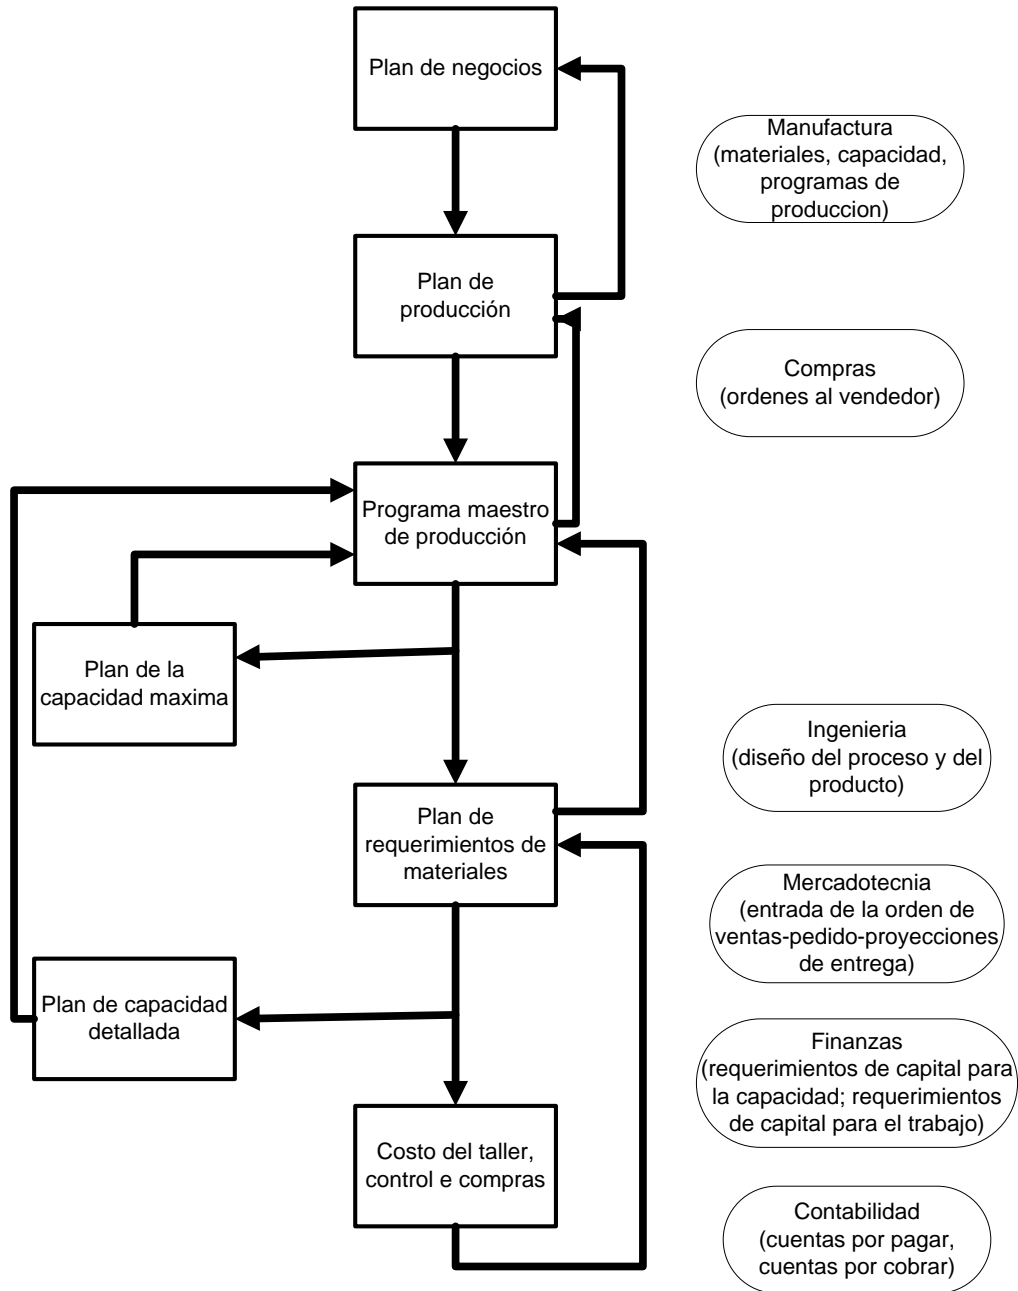 Plan de negocios
Manufactura
(materiales, capacidad,
programas de
produccion)
Plan de
producción
Compras
(ordenes al vendedor)
Programa maestro
de producción
Plan de la
capacidad maxima
Ingenieria
(diseño del proceso y del
producto)
Plan de
requerimientos de
materiales
Mercadotecnia
(entrada de la orden de
ventas-pedido-proyecciones
de entrega)
Plan de capacidad
detallada
Finanzas
(requerimientos de capital para
la capacidad; requerimientos
de capital para el trabajo)
Costo del taller,
control e compras
Contabilidad
(cuentas por pagar,
cuentas por cobrar)